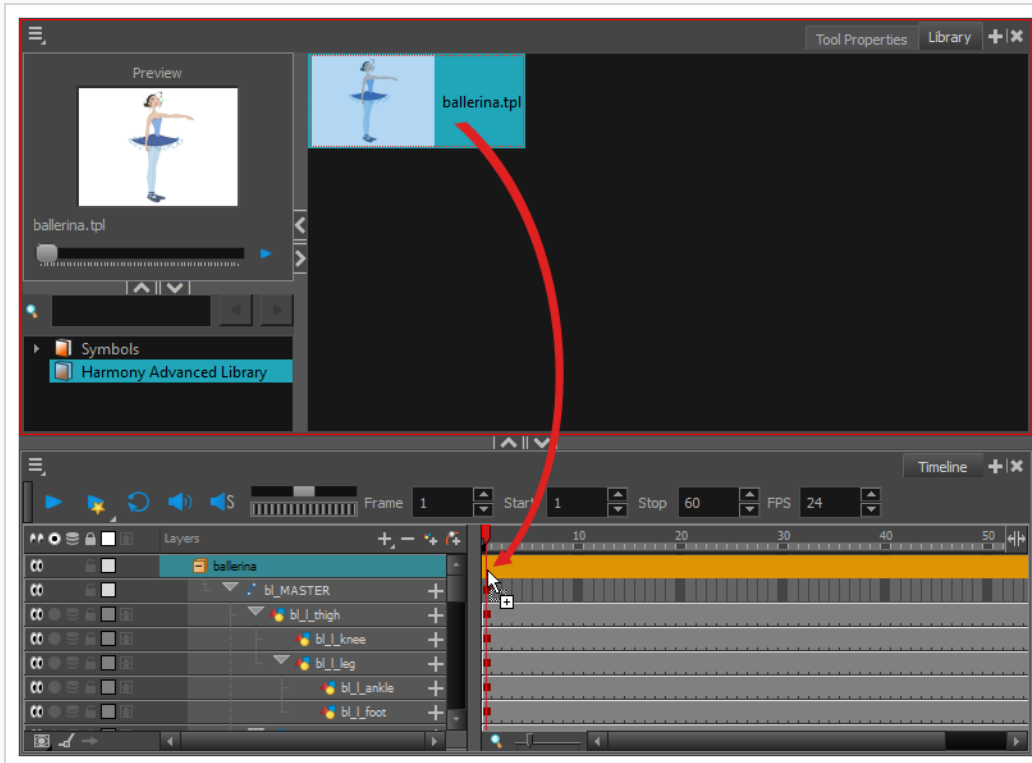 Tool Properties Library
Preview
ballerina.tpl
ballerina.tpl
Symbols
Harmony Advanced Library
Timeline
Frame 1 Start 1 Stop 60 FPS 24
Layers 10 20 30 40 50
ballerina
bl_MASTER
bl_l_thigh
bl_l_knee
bl_l_leg
bl_l_ankle
bl_l_foot